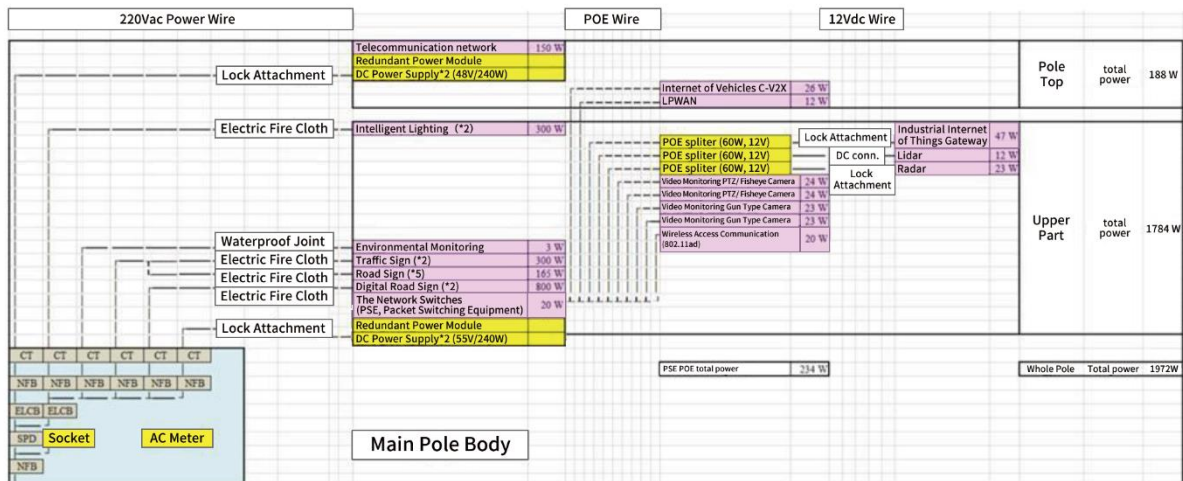 220Vac Power Wire
POE Wire
12Vdc Wire
Telecommunication network 150 W
Redundant Power Module
Lock Attachment
DC Power Supply*2 (48V/240W)
Pole
Top
total
power
188 W
Internet of Vehicles C-V2X 26 W
LPWAN 12 W
Electric Fire Cloth
Intelligent Lighting (*2) 300 W
POE spliter (60W, 12V)
Lock Attachment
Industrial Internet
of Things Gateway
47 W
POE spliter (60W, 12V)
DC conn.
Lidar 12 W
POE spliter (60W, 12V)
Lock
Attachment
Radar 23 W
Video Monitoring PTZ/ Fisheye Camera 24 W
Video Monitoring PTZ/ Fisheye Camera 24 W
Video Monitoring Gun Type Camera 23 W
Video Monitoring Gun Type Camera 23 W
Wireless Access Communication
(802.11ad)
20 W
Upper
Part
total
power
1784 W
Waterproof Joint
Environmental Monitoring 3 W
Electric Fire Cloth
Traffic Sign (*2) 300 W
Electric Fire Cloth
Road Sign (*5) 165 W
Electric Fire Cloth
Digital Road Sign (*2) 800 W
The Network Switches
(PSE, Packet Switching Equipment)
20 W
Lock Attachment
Redundant Power Module
DC Power Supply*2 (55V/240W)
CT CT CT CT CT CT
PSE POE total power 234 W
Whole Pole Total power 1972W
NFB NFB NFB NFB NFB NFB
ELCB ELCB
SPD Socket AC Meter
Main Pole Body
NFB